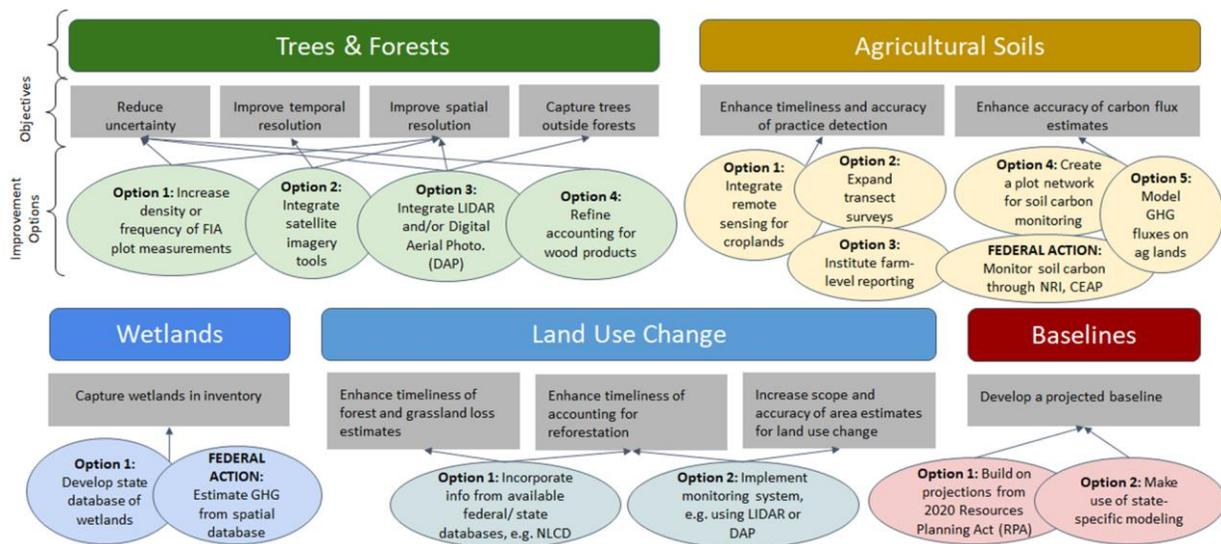 Trees & Forests
Agricultural Soils
Objectives
Reduce
uncertainty
Improve temporal
resolution
Improve spatial
resolution
Capture trees
outside forests
Enhance timeliness and accuracy
of practice detection
Enhance accuracy of carbon flux
estimates
Improvement
Options
Option 1: Increase
density or
frequency of FIA
plot measurements
Option 2:
Integrate
satellite
imagery
tools
Option 3:
Integrate LIDAR
and/or Digital
Aerial Photo.
(DAP)
Option 4:
Refine
accounting for
wood products
Option 1:
Integrate
remote
sensing for
croplands
Option 2:
Expand
transect
surveys
Option 3:
Institute farm-
level reporting
Option 4: Create
a plot network
for soil carbon
monitoring
Option 5:
Model
GHG
fluxes on
ag lands
FEDERAL ACTION:
Monitor soil carbon
through NRI, CEAP
Wetlands
Land Use Change
Baselines
Capture wetlands in inventory
Enhance timeliness of
forest and grassland loss
estimates
Enhance timeliness of
accounting for
reforestation
Increase scope and
accuracy of area estimates
for land use change
Develop a projected baseline
Option 1:
Develop state
database of
wetlands
FEDERAL
ACTION:
Estimate GHG
from spatial
database
Option 1: Incorporate
info from available
federal/ state
databases, e.g. NLCD
Option 2: Implement
monitoring system,
e.g. using LIDAR or
DAP
Option 1: Build on
projections from
2020 Resources
Planning Act (RPA)
Option 2: Make
use of state-
specific modeling